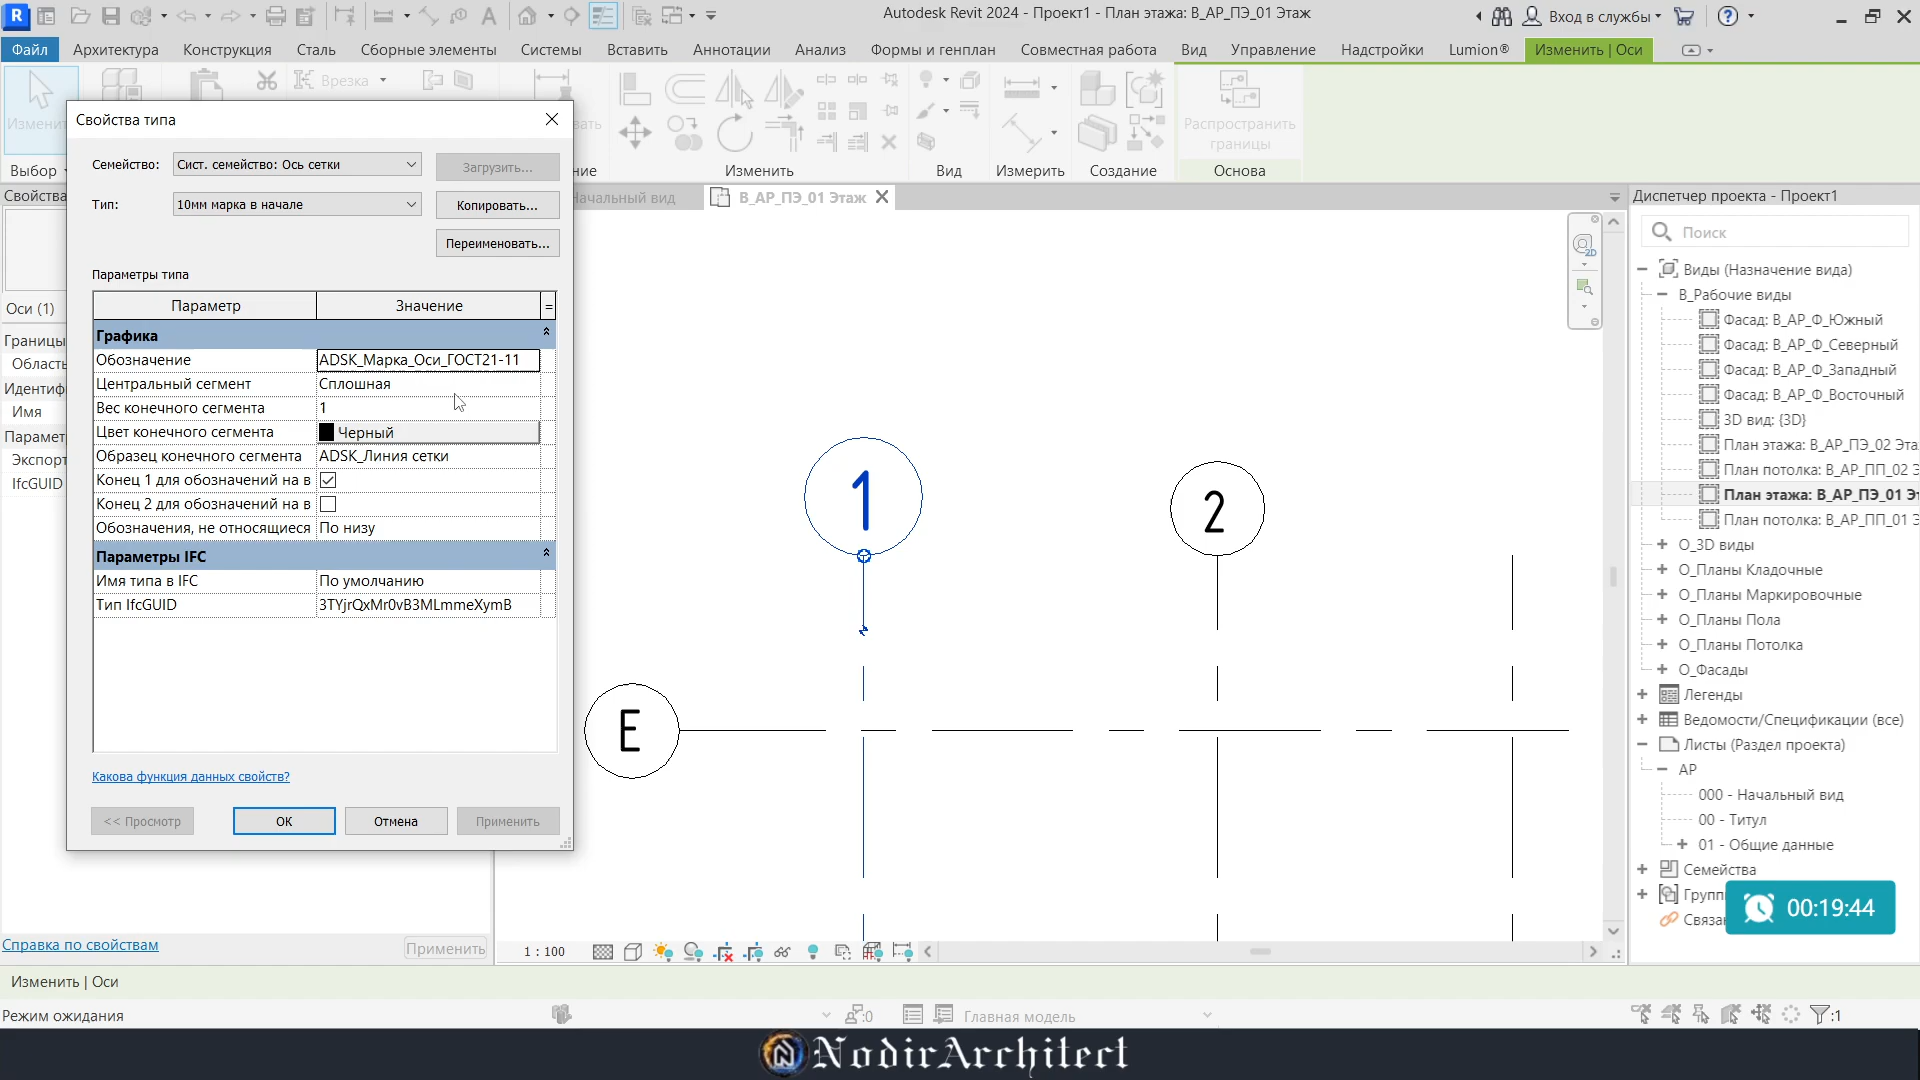 Autodesk Revit 2024 - Проект1 - План этажа: В_АР_ПЭ_01 Этаж
Вход в службы
Файл Архитектура Конструкция Сталь Сборные элементы Системы Вставить Аннотации Анализ Формы и генплан Совместная работа Вид Управление Надстройки Lumion® Изменить | Оси
Врезка
Распространить границы
Выбор
Изменить
Вид
Измерить
Создание
Основа
Свойства
Оси (1)
Границы
Область
Имя
IfcGUID
Справка по свойствам
Применить
Свойства типа
Семейство: Сист. семейство: Ось сетки Загрузить...
Тип: 10мм марка в начале Копировать...
Переименовать...
Параметры типа
Параметр Значение =
Графика
Обозначение ADSK_Марка_Оси_ГОСТ21-11
Центральный сегмент Сплошная
Вес конечного сегмента 1
Цвет конечного сегмента Черный
Образец конечного сегмента ADSK_Линия сетки
Конец 1 для обозначений на в
Конец 2 для обозначений на в
Обозначения, не относящиеся По низу
Параметры IFC
Имя типа в IFC По умолчанию
Тип IfcGUID 3TYjrQxMr0vB3MLmmeXymB
Какова функция данных свойств?
<< Просмотр OK Отмена Применить
Начальный вид
В_АР_ПЭ_01 Этаж
2D
1
2
Е
1 : 100
Диспетчер проекта - Проект1
Поиск
Виды (Назначение вида)
В_Рабочие виды
Фасад: В_АР_Ф_Южный
Фасад: В_АР_Ф_Северный
Фасад: В_АР_Ф_Западный
Фасад: В_АР_Ф_Восточный
3D вид: {3D}
План этажа: В_АР_ПЭ_02 Эта
План потолка: В_АР_ПП_02 Э
План этажа: В_АР_ПЭ_01 Эт
План потолка: В_АР_ПП_01 Э
О_3D виды
О_Планы Кладочные
О_Планы Маркировочные
О_Планы Пола
О_Планы Потолка
О_Фасады
Легенды
Ведомости/Спецификации (все)
Листы (Раздел проекта)
АР
000 - Начальный вид
00 - Титул
01 - Общие данные
Семейства
00:19:44
Изменить | Оси
Режим ожидания
:0
Главная модель
:1
NodirArchitect